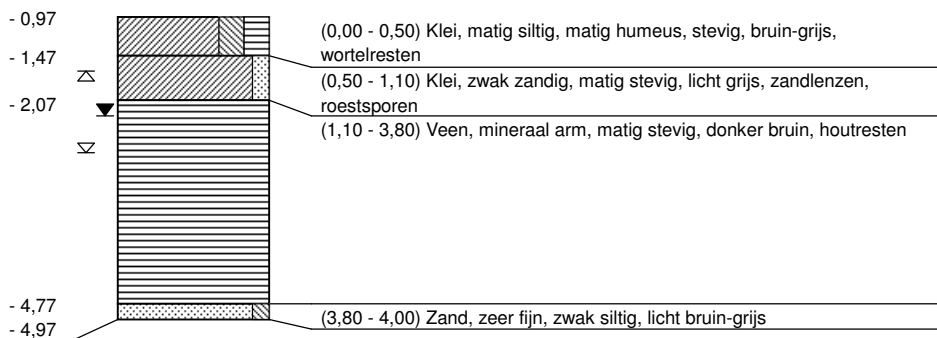 - 0,97
(0,00 - 0,50) Klei, matig siltig, matig humeus, stevig, bruin-grijs,
wortelresten
- 1,47
(0,50 - 1,10) Klei, zwak zandig, matig stevig, licht grijs, zandlenzen,
roestsporen
- 2,07
(1,10 - 3,80) Veen, mineraal arm, matig stevig, donker bruin, houtresten
- 4,77
(3,80 - 4,00) Zand, zeer fijn, zwak siltig, licht bruin-grijs
- 4,97